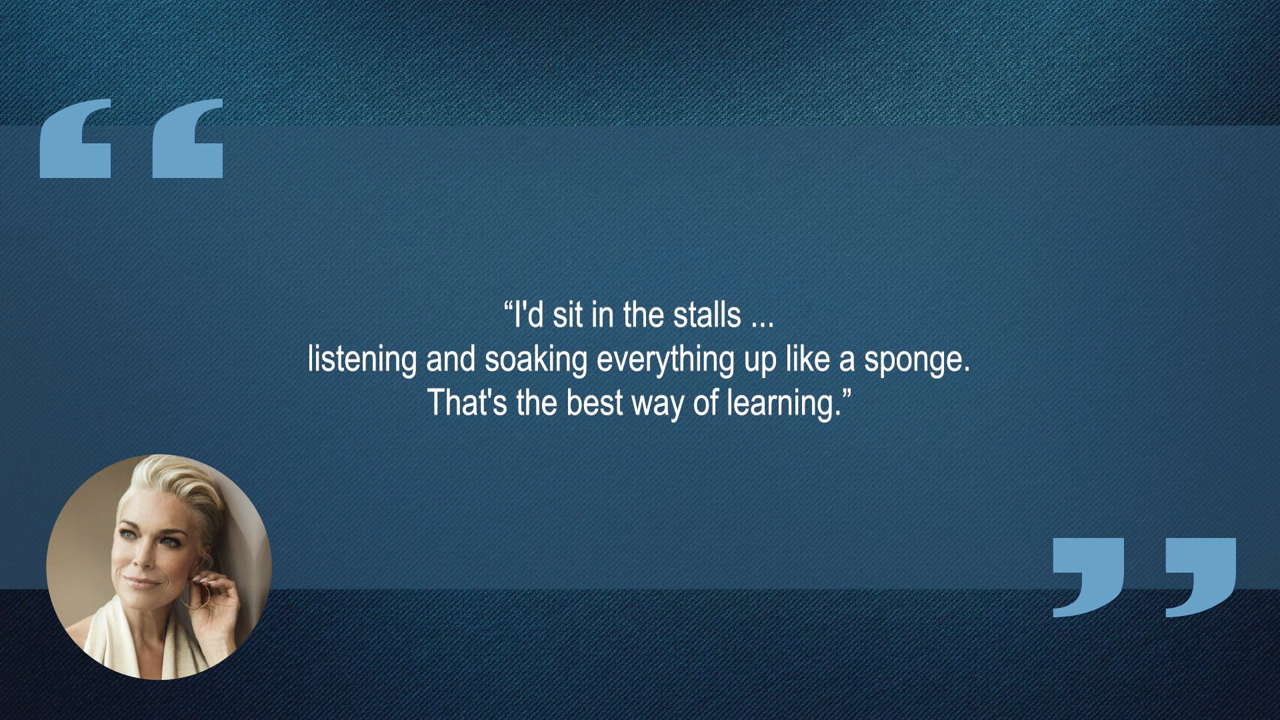 “I'd sit in the stalls ...
listening and soaking everything up like a sponge.
That's the best way of learning.”